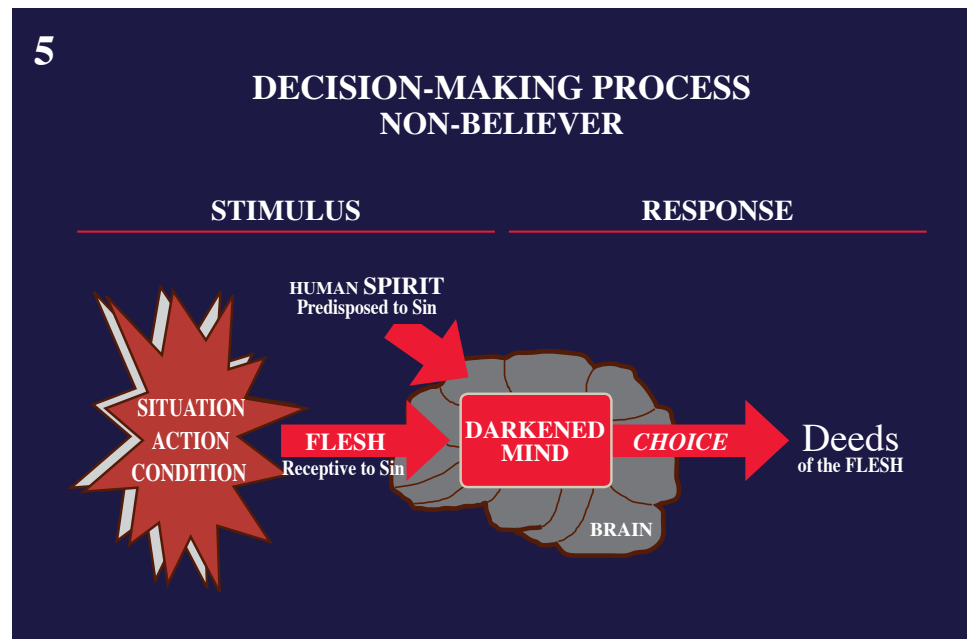 5
DECISION-MAKING PROCESS
NON-BELIEVER
STIMULUS
RESPONSE
HUMAN SPIRIT
Predisposed to Sin
SITUATION
ACTION
CONDITION
FLESH
Receptive to Sin
DARKENED
MIND
CHOICE
Deeds
of the FLESH
BRAIN